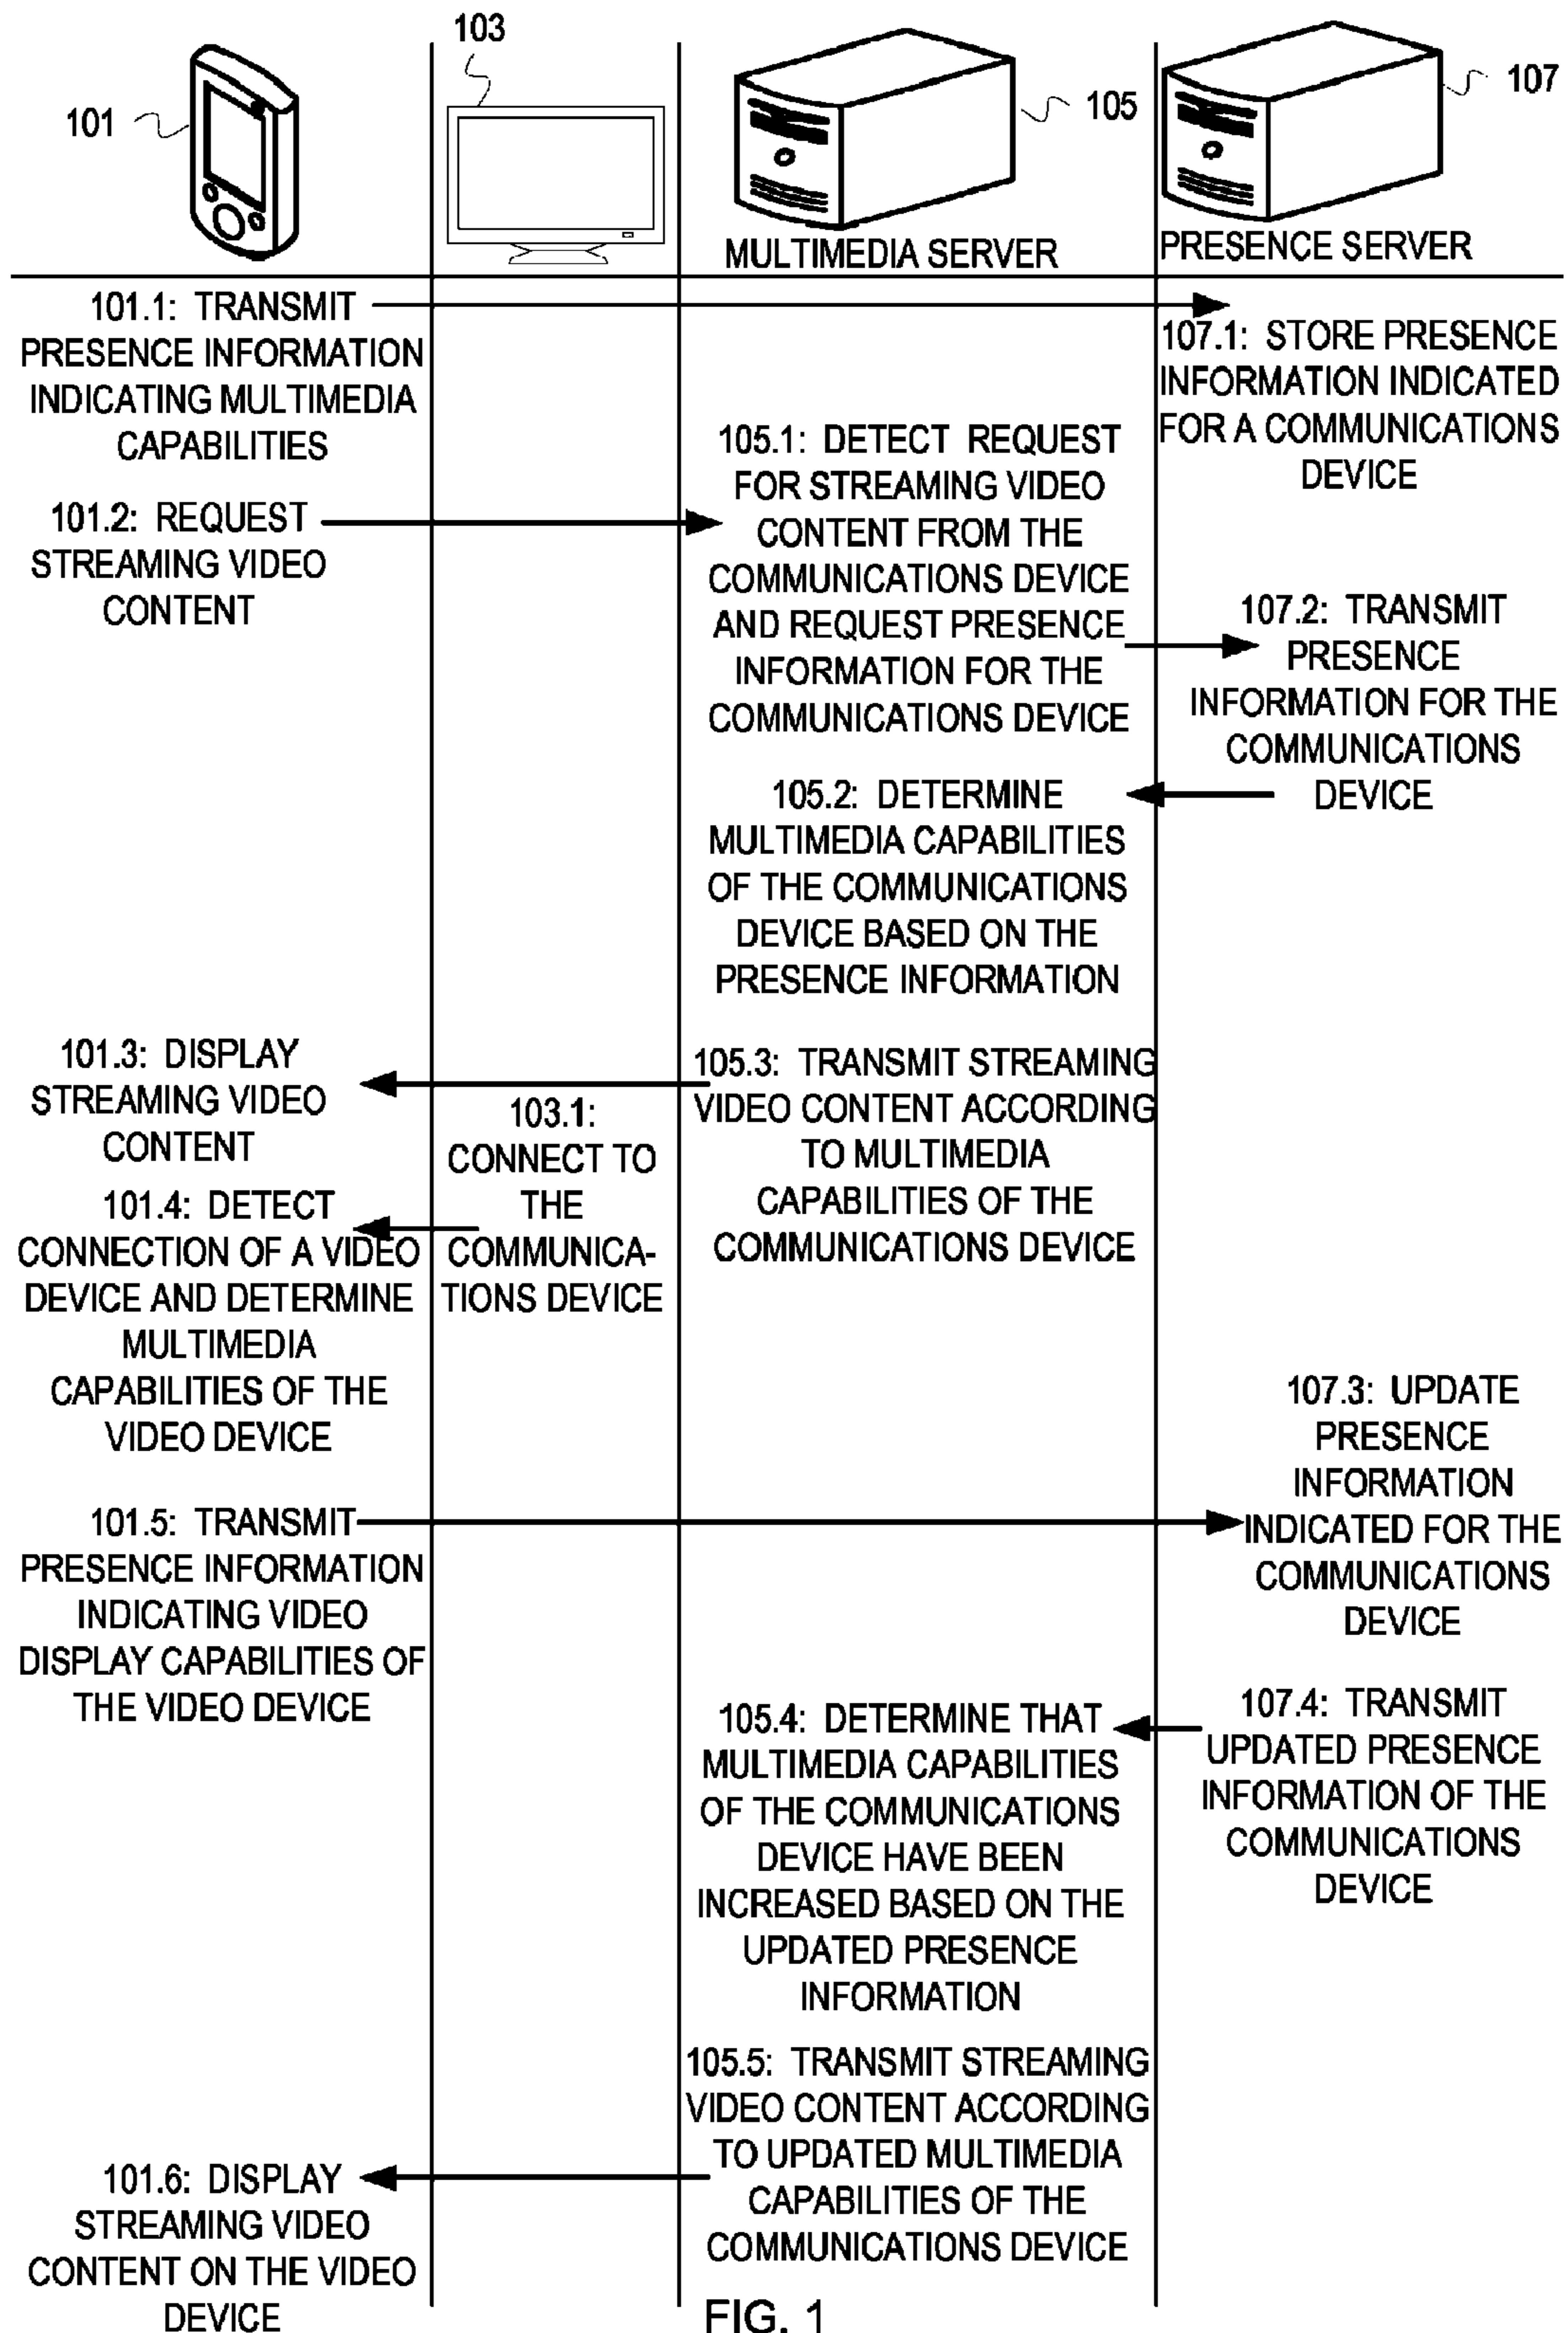 103
101
105
107
MULTIMEDIA SERVER
PRESENCE SERVER
101.1: TRANSMIT
PRESENCE INFORMATION
INDICATING MULTIMEDIA
CAPABILITIES
107.1: STORE PRESENCE
INFORMATION INDICATED
FOR A COMMUNICATIONS
DEVICE
101.2: REQUEST
STREAMING VIDEO
CONTENT
105.1: DETECT REQUEST
FOR STREAMING VIDEO
CONTENT FROM THE
COMMUNICATIONS DEVICE
AND REQUEST PRESENCE
INFORMATION FOR THE
COMMUNICATIONS DEVICE
107.2: TRANSMIT
PRESENCE
INFORMATION FOR THE
COMMUNICATIONS
DEVICE
105.2: DETERMINE
MULTIMEDIA CAPABILITIES
OF THE COMMUNICATIONS
DEVICE BASED ON THE
PRESENCE INFORMATION
105.3: TRANSMIT STREAMING
VIDEO CONTENT ACCORDING
TO MULTIMEDIA
CAPABILITIES OF THE
COMMUNICATIONS DEVICE
101.3: DISPLAY
STREAMING VIDEO
CONTENT
103.1:
CONNECT TO
THE
COMMUNICA-
TIONS DEVICE
101.4: DETECT
CONNECTION OF A VIDEO
DEVICE AND DETERMINE
MULTIMEDIA
CAPABILITIES OF THE
VIDEO DEVICE
101.5: TRANSMIT
PRESENCE INFORMATION
INDICATING VIDEO
DISPLAY CAPABILITIES OF
THE VIDEO DEVICE
107.3: UPDATE
PRESENCE
INFORMATION
INDICATED FOR THE
COMMUNICATIONS
DEVICE
107.4: TRANSMIT
UPDATED PRESENCE
INFORMATION OF THE
COMMUNICATIONS
DEVICE
105.4: DETERMINE THAT
MULTIMEDIA CAPABILITIES
OF THE COMMUNICATIONS
DEVICE HAVE BEEN
INCREASED BASED ON THE
UPDATED PRESENCE
INFORMATION
105.5: TRANSMIT STREAMING
VIDEO CONTENT ACCORDING
TO UPDATED MULTIMEDIA
CAPABILITIES OF THE
COMMUNICATIONS DEVICE
101.6: DISPLAY
STREAMING VIDEO
CONTENT ON THE VIDEO
DEVICE
FIG. 1